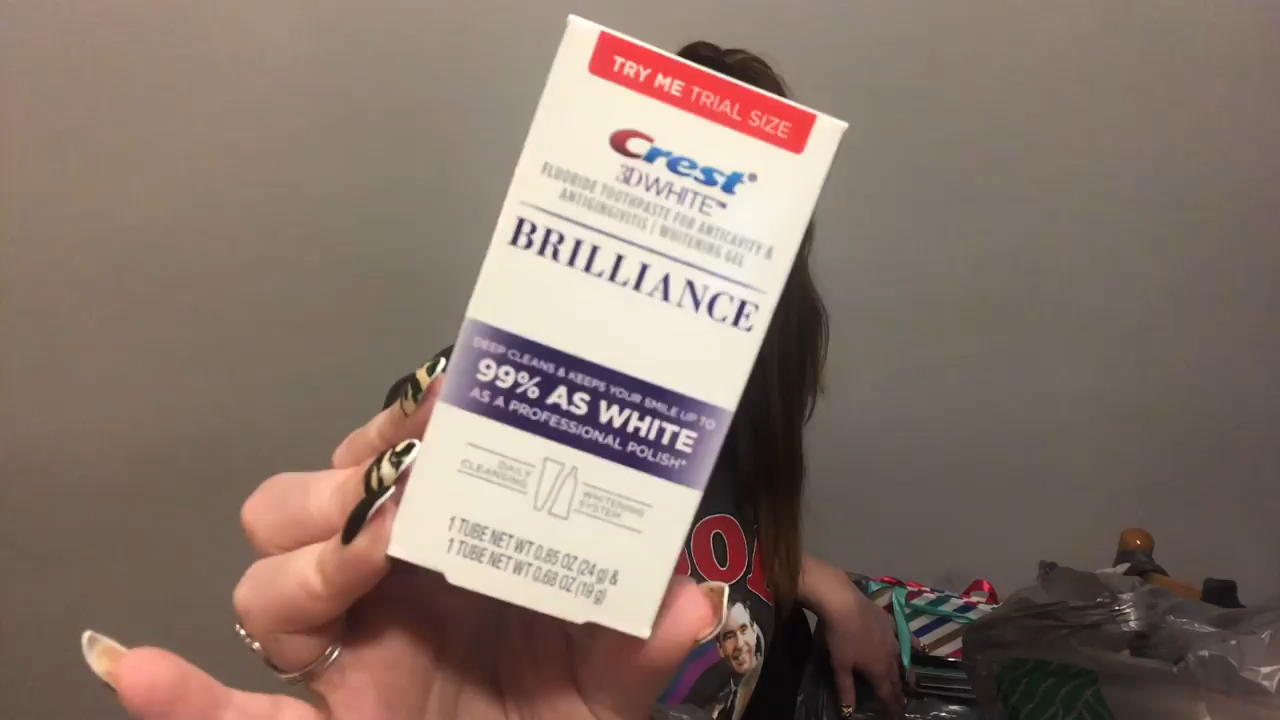 TRY ME TRIAL SIZE
Crest®
3DWHITE™
FLUORIDE TOOTHPASTE FOR ANTICAVITY &
ANTIGINGIVITIS | WHITENING GEL
BRILLIANCE
DEEP CLEANS & KEEPS YOUR SMILE UP TO
99% AS WHITE
AS A PROFESSIONAL POLISH*
DAILY
CLEANSING
WHITENING
SYSTEM
1 TUBE NET WT 0.85 OZ (24 g) &
1 TUBE NET WT 0.68 OZ (19 g)